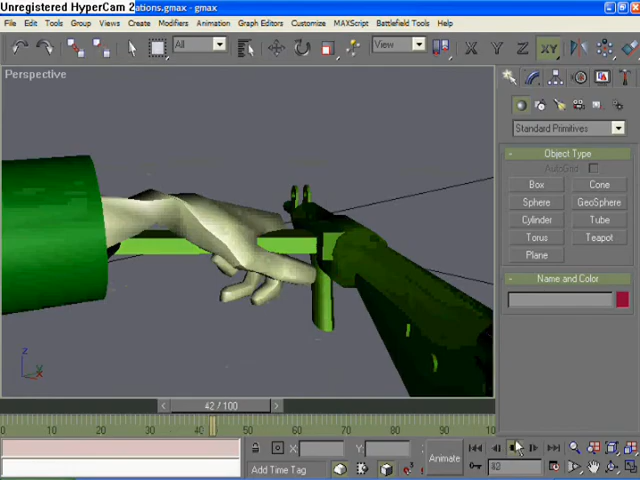 Unregistered HyperCam 2
ations.gmax - gmax
File Edit Tools Group Views Create Modifiers Animation Graph Editors Customize MAXScript Battlefield Tools Help
All
View
X Y Z XY
Perspective
Standard Primitives
- Object Type
AutoGrid
Box Cone
Sphere GeoSphere
Cylinder Tube
Torus Teapot
Plane
- Name and Color
z
x
< 42 / 100 >
0 10 20 30 40 50 60 70 80 90 100
X: Y:
Add Time Tag
Animate
42